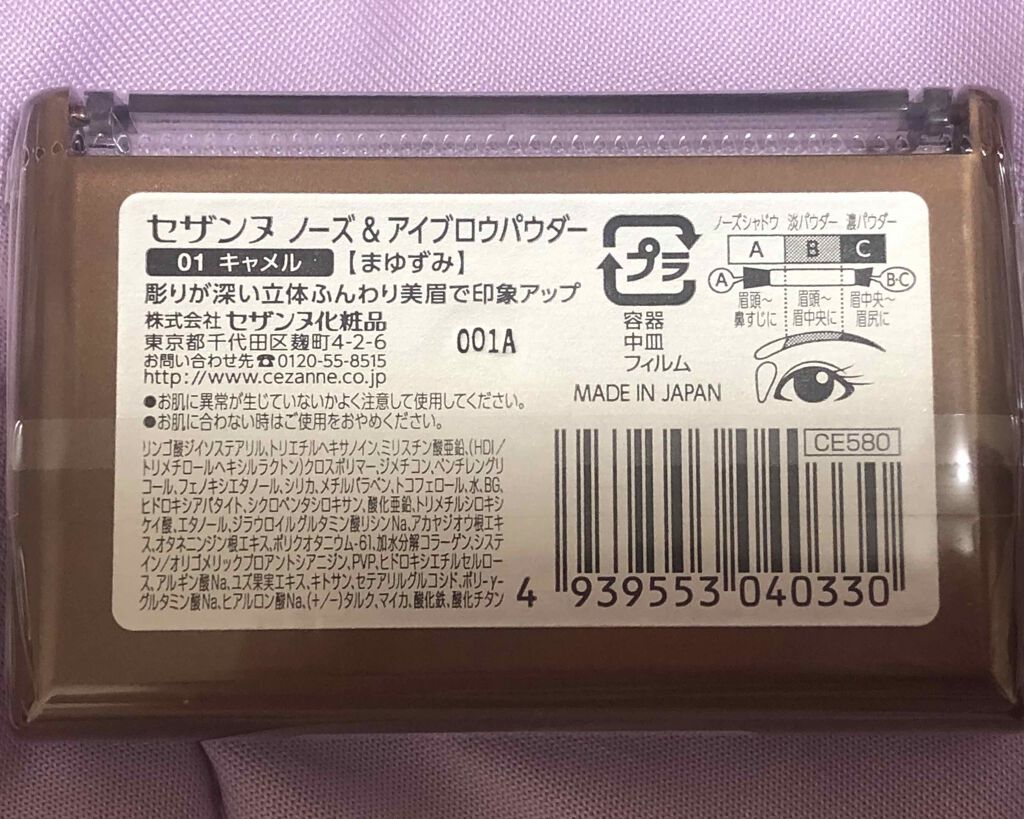 セザンヌ ノーズ&アイブロウパウダー
01 キャメル 【まゆずみ】
彫りが深い立体ふんわり美眉で印象アップ
株式会社 セザンヌ化粧品
東京都千代田区麹町4-2-6
お問い合わせ先☎0120-55-8515
http://www.cezanne.co.jp
001A
●お肌に異常が生じていないかよく注意して使用してください。
●お肌に合わない時はご使用をおやめください。
リンゴ酸ジイソステアリル、トリエチルヘキサノイン、ミリスチン酸亜鉛、(HDI/
トリメチロールヘキシルラクトン)クロスポリマー、ジメチコン、ペンチレングリ
コール、フェノキシエタノール、シリカ、メチルパラベン、トコフェロール、水、BG、
ヒドロキシアパタイト、シクロペンタシロキサン、酸化亜鉛、トリメチルシロキシ
ケイ酸、エタノール、ジラウロイルグルタミン酸リシンNa、アカヤジオウ根エキ
ス、オタネニンジン根エキス、ポリクオタニウム-61、加水分解コラーゲン、システ
イン/オリゴメリックプロアントシアニジン、PVP、ヒドロキシエチルセルロー
ス、アルギン酸Na、ユズ果実エキス、キトサン、セテアリルグルコシド、ポリ-γ-
グルタミン酸Na、ヒアルロン酸Na、(+/-)タルク、マイカ、酸化鉄、酸化チタン
プラ
容器
中皿
フィルム
MADE IN JAPAN
ノーズシャドウ 淡パウダー 濃パウダー
A B C
A B・C
眉頭~ 眉頭~ 眉中央~
鼻すじに 眉中央に 眉尻に
CE580
4 939553 040330